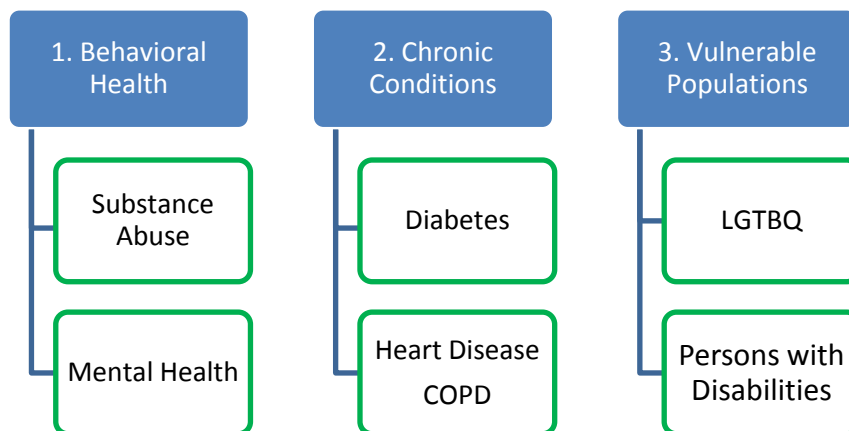 1. Behavioral
Health
Substance
Abuse
Mental Health
2. Chronic
Conditions
Diabetes
Heart Disease
COPD
3. Vulnerable
Populations
LGTBQ
Persons with
Disabilities